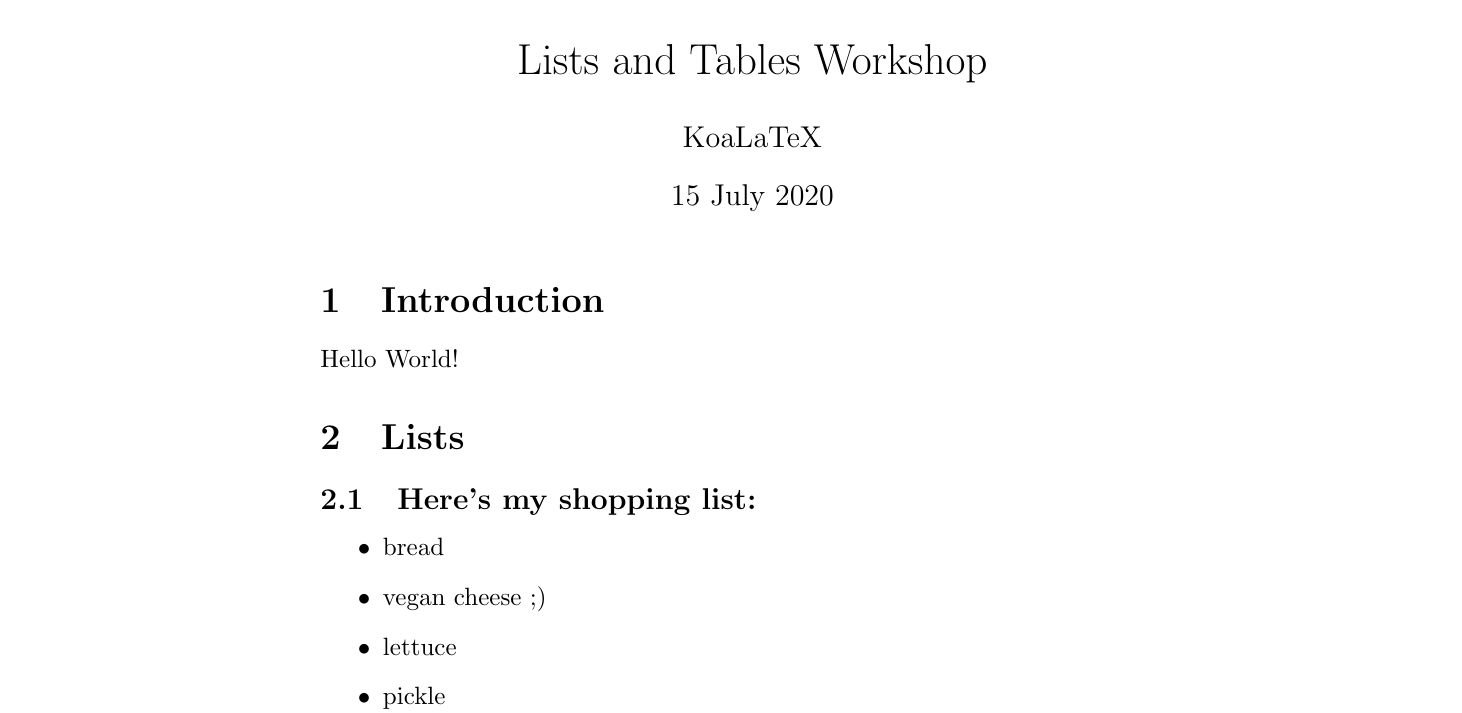 Lists and Tables Workshop
KoaLaTeX
15 July 2020
1 Introduction
Hello World!
2 Lists
2.1 Here's my shopping list:
• bread
• vegan cheese ;)
• lettuce
• pickle